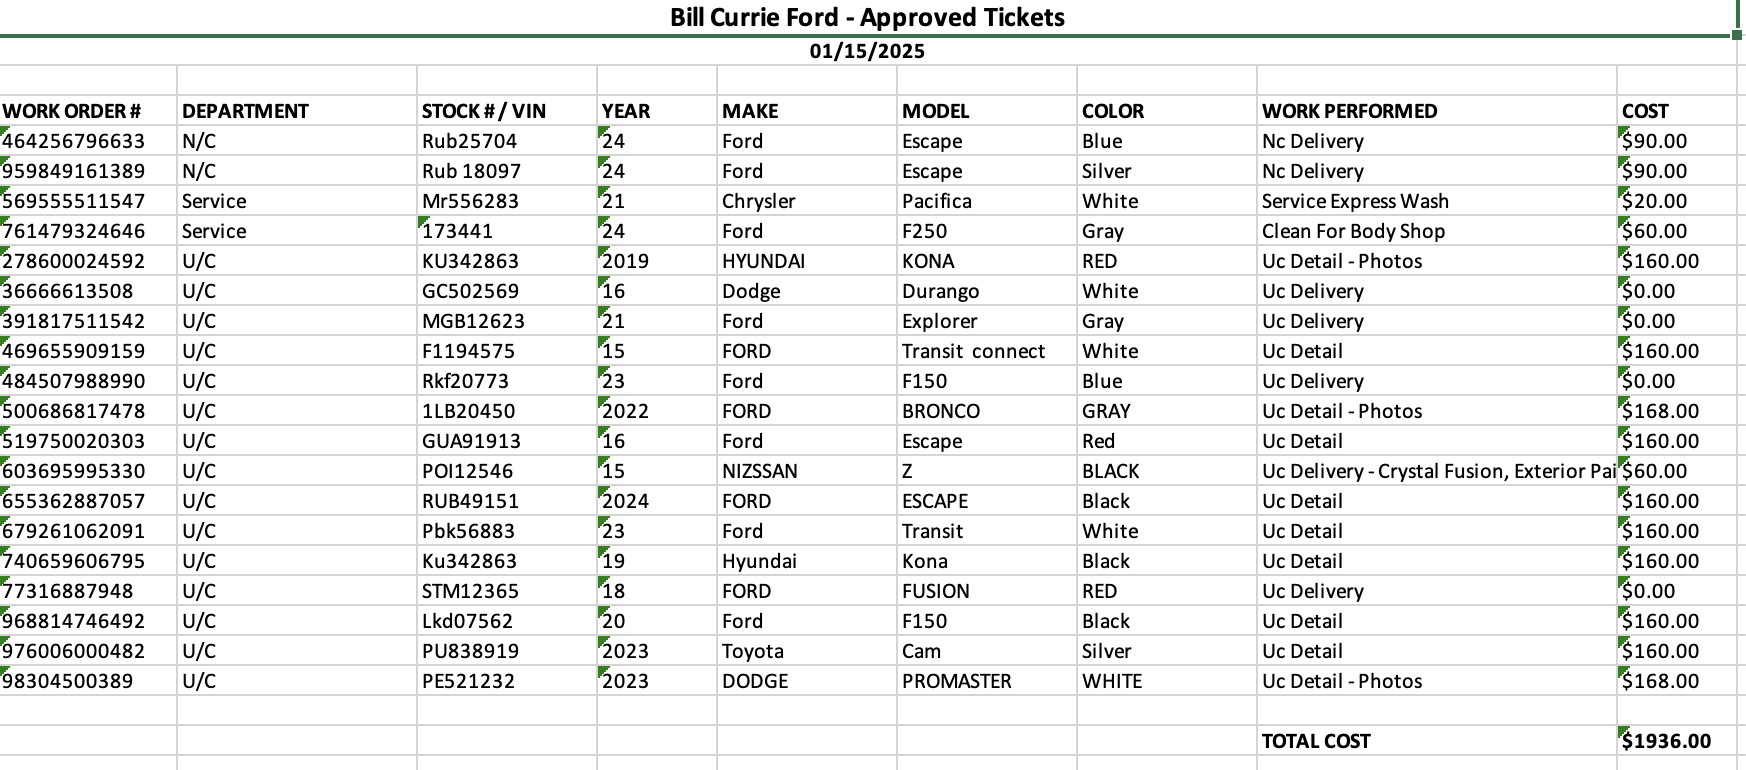 Bill Currie Ford - Approved Tickets
01/15/2025
WORK ORDER # DEPARTMENT STOCK # / VIN YEAR MAKE MODEL COLOR WORK PERFORMED COST
464256796633 N/C Rub25704 24 Ford Escape Blue Nc Delivery $90.00
959849161389 N/C Rub 18097 24 Ford Escape Silver Nc Delivery $90.00
569555511547 Service Mr556283 21 Chrysler Pacifica White Service Express Wash $20.00
761479324646 Service 173441 24 Ford F250 Gray Clean For Body Shop $60.00
278600024592 U/C KU342863 2019 HYUNDAI KONA RED Uc Detail - Photos $160.00
36666613508 U/C GC502569 16 Dodge Durango White Uc Delivery $0.00
391817511542 U/C MGB12623 21 Ford Explorer Gray Uc Delivery $0.00
469655909159 U/C F1194575 15 FORD Transit connect White Uc Detail $160.00
484507988990 U/C Rkf20773 23 Ford F150 Blue Uc Delivery $0.00
500686817478 U/C 1LB20450 2022 FORD BRONCO GRAY Uc Detail - Photos $168.00
519750020303 U/C GUA91913 16 Ford Escape Red Uc Detail $160.00
603695995330 U/C POI12546 15 NIZSSAN Z BLACK Uc Delivery - Crystal Fusion, Exterior Pai $60.00
655362887057 U/C RUB49151 2024 FORD ESCAPE Black Uc Detail $160.00
679261062091 U/C Pbk56883 23 Ford Transit White Uc Detail $160.00
740659606795 U/C Ku342863 19 Hyundai Kona Black Uc Detail $160.00
77316887948 U/C STM12365 18 FORD FUSION RED Uc Delivery $0.00
968814746492 U/C Lkd07562 20 Ford F150 Black Uc Detail $160.00
976006000482 U/C PU838919 2023 Toyota Cam Silver Uc Detail $160.00
98304500389 U/C PE521232 2023 DODGE PROMASTER WHITE Uc Detail - Photos $168.00
TOTAL COST $1936.00